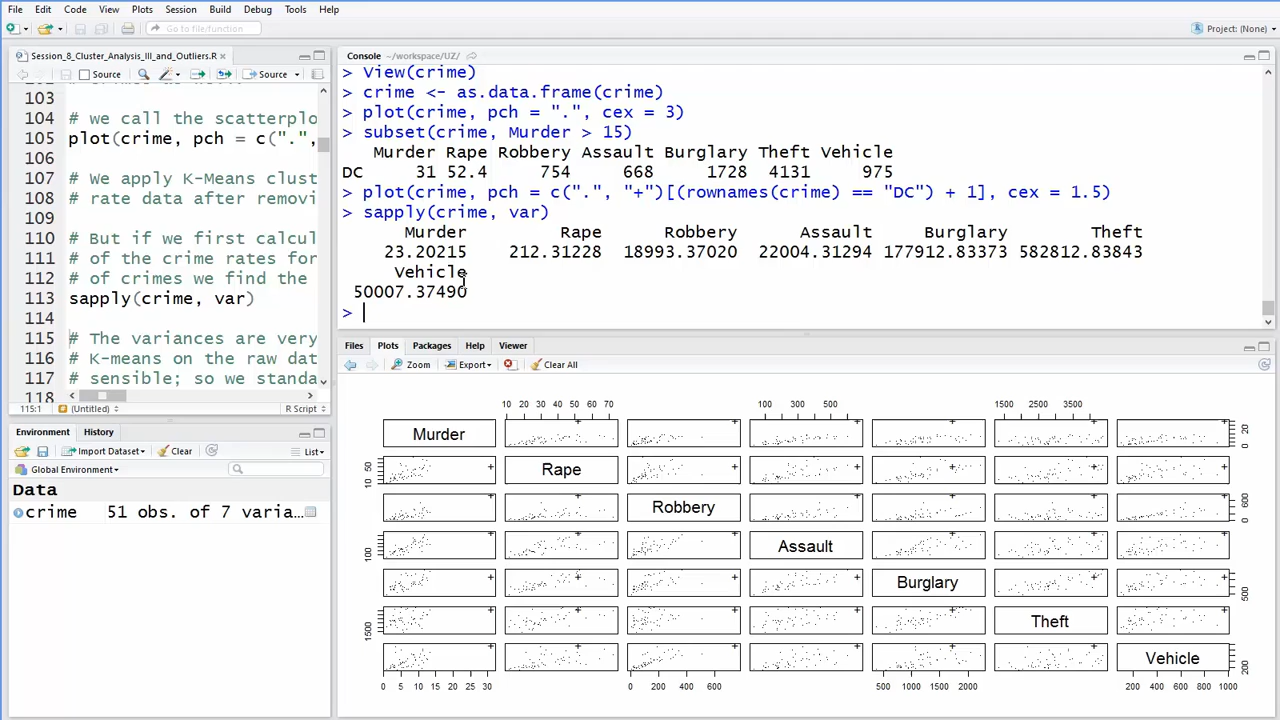 File Edit Code View Plots Session Build Debug Tools Help
Go to file/function
Project: (None)
Session_8_Cluster_Analysis_III_and_Outliers.R
Source
Source
103
104 # we call the scatterplo
105 plot(crime, pch = c(".",
106
107 # we apply K-Means clust
108 # rate data after removi
109
110 # But if we first calcul
111 # of the crime rates for
112 # of crimes we find the
113 sapply(crime, var)
114
115 # The variances are very
116 # K-means on the raw dat
117 # sensible; so we standa
118
115:1 (Untitled) R Script
Console ~/workspace/UZ/
> View(crime)
> crime <- as.data.frame(crime)
> plot(crime, pch = ".", cex = 3)
> subset(crime, Murder > 15)
Murder Rape Robbery Assault Burglary Theft Vehicle
DC 31 52.4 754 668 1728 4131 975
> plot(crime, pch = c(".", "+")[(rownames(crime) == "DC") + 1], cex = 1.5)
> sapply(crime, var)
Murder Rape Robbery Assault Burglary Theft
23.20215 212.31228 18993.37020 22004.31294 177912.83373 582812.83843
Vehicle
50007.37490
>
Environment History
Import Dataset Clear List
Global Environment
Data
crime 51 obs. of 7 varia...
Files Plots Packages Help Viewer
Zoom Export Clear All
10 20 30 40 50 60 70 100 300 500 1500 2500 3500
Murder 0 20
10 50 Rape
Robbery 0 600
100 Assault
Burglary 500
1500 Theft
Vehicle 200
0 5 10 15 20 25 30 0 200 400 600 500 1000 1500 2000 200 400 600 800 1000